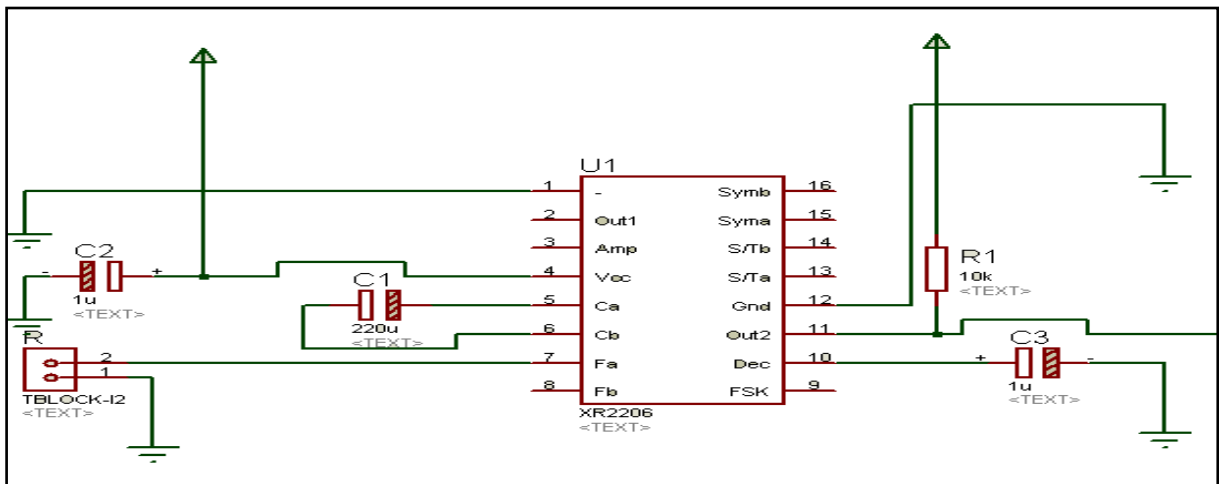 U1
1 - Symb 16
2 Out1 Syma 15
3 Amp S/Tb 14
4 Vcc S/Ta 13
5 Ca Gnd 12
6 Cb Out2 11
7 Fa Dec 10
8 Fb FSK 9
XR2206
<TEXT>
- C2 +
1u
<TEXT>
C1
220u
<TEXT>
R
2
1
TBLOCK-I2
<TEXT>
R1
10k
<TEXT>
+ C3 -
1u
<TEXT>